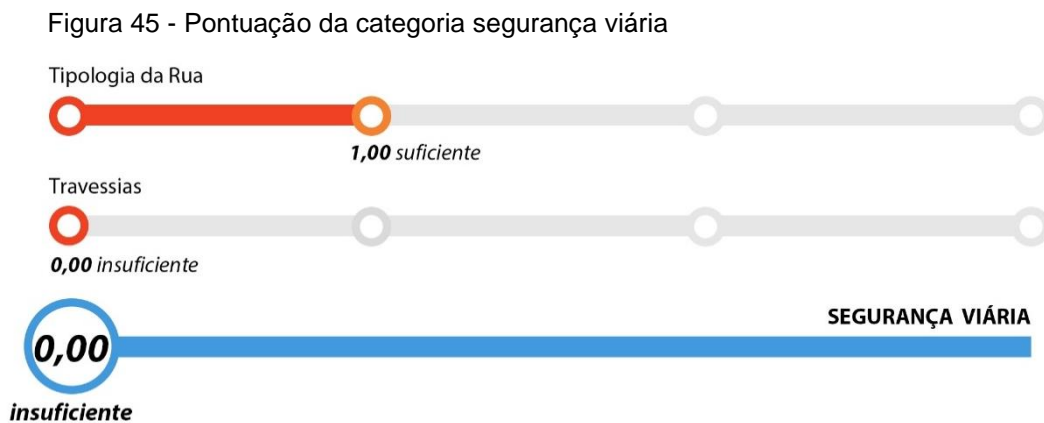 Figura 45 - Pontuação da categoria segurança viária
Tipologia da Rua
1,00 suficiente
Travessias
0,00 insuficiente
SEGURANÇA VIÁRIA
0,00
insuficiente